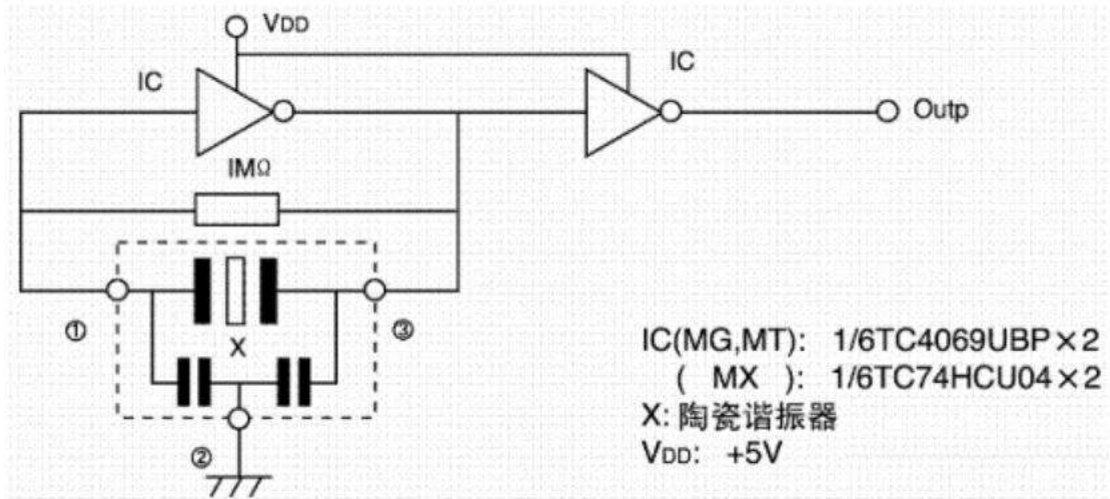 VDD
IC
IC
Outp
IMΩ
①
③
X
②
IC(MG,MT): 1/6TC4069UBP×2
( MX ): 1/6TC74HCU04×2
X: 陶瓷谐振器
VDD: +5V